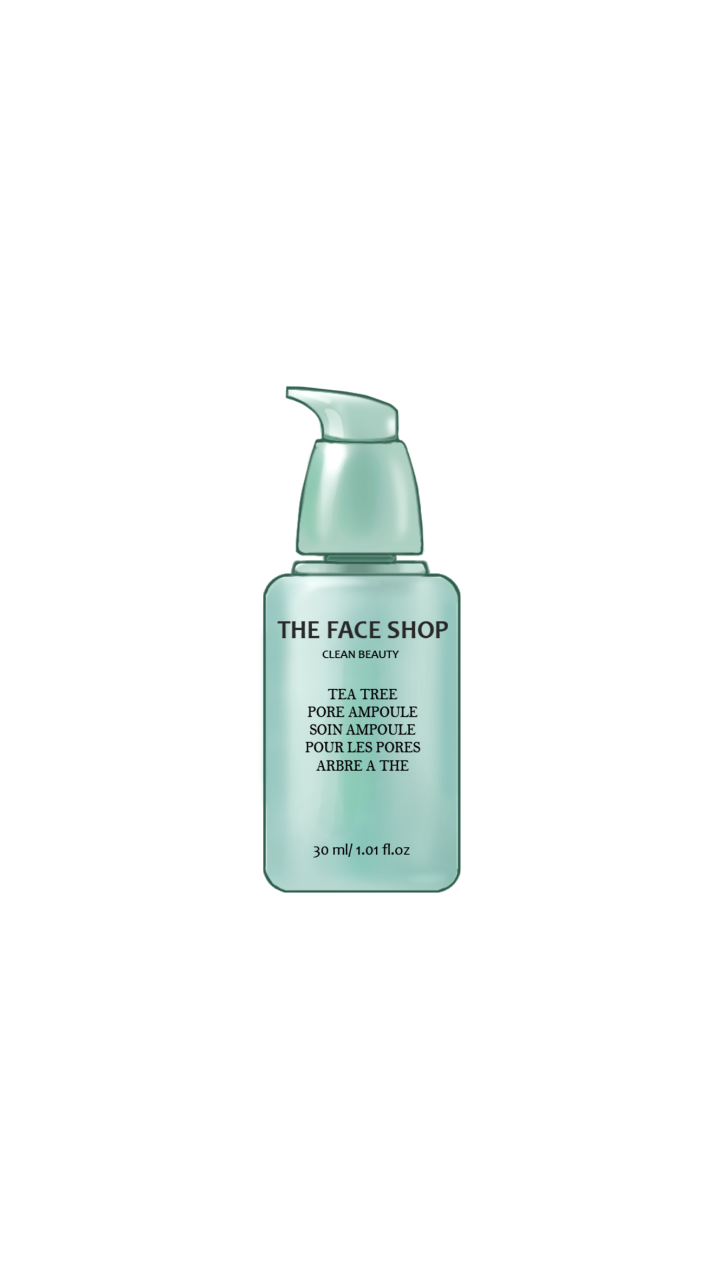 THE FACE SHOP
CLEAN BEAUTY
TEA TREE
PORE AMPOULE
SOIN AMPOULE
POUR LES PORES
ARBRE A THE
30 ml/ 1.01 fl.oz